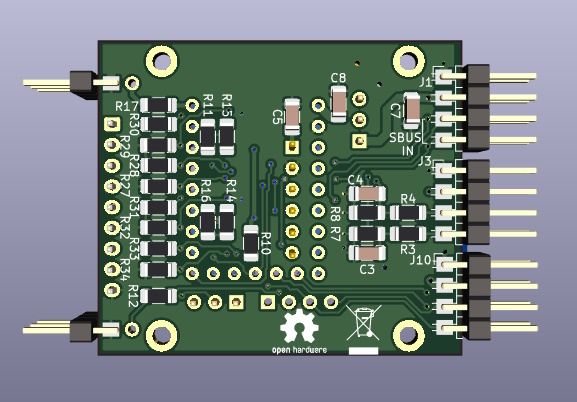 C8
J1
R17
R11
R15
C5
C7
R30
SBUS
IN
R29
R28
J3
R27
C4
R16
R14
R31
R8
R4
R32
R10
R7
R33
R3
J10
R34
C3
R12
open hardware